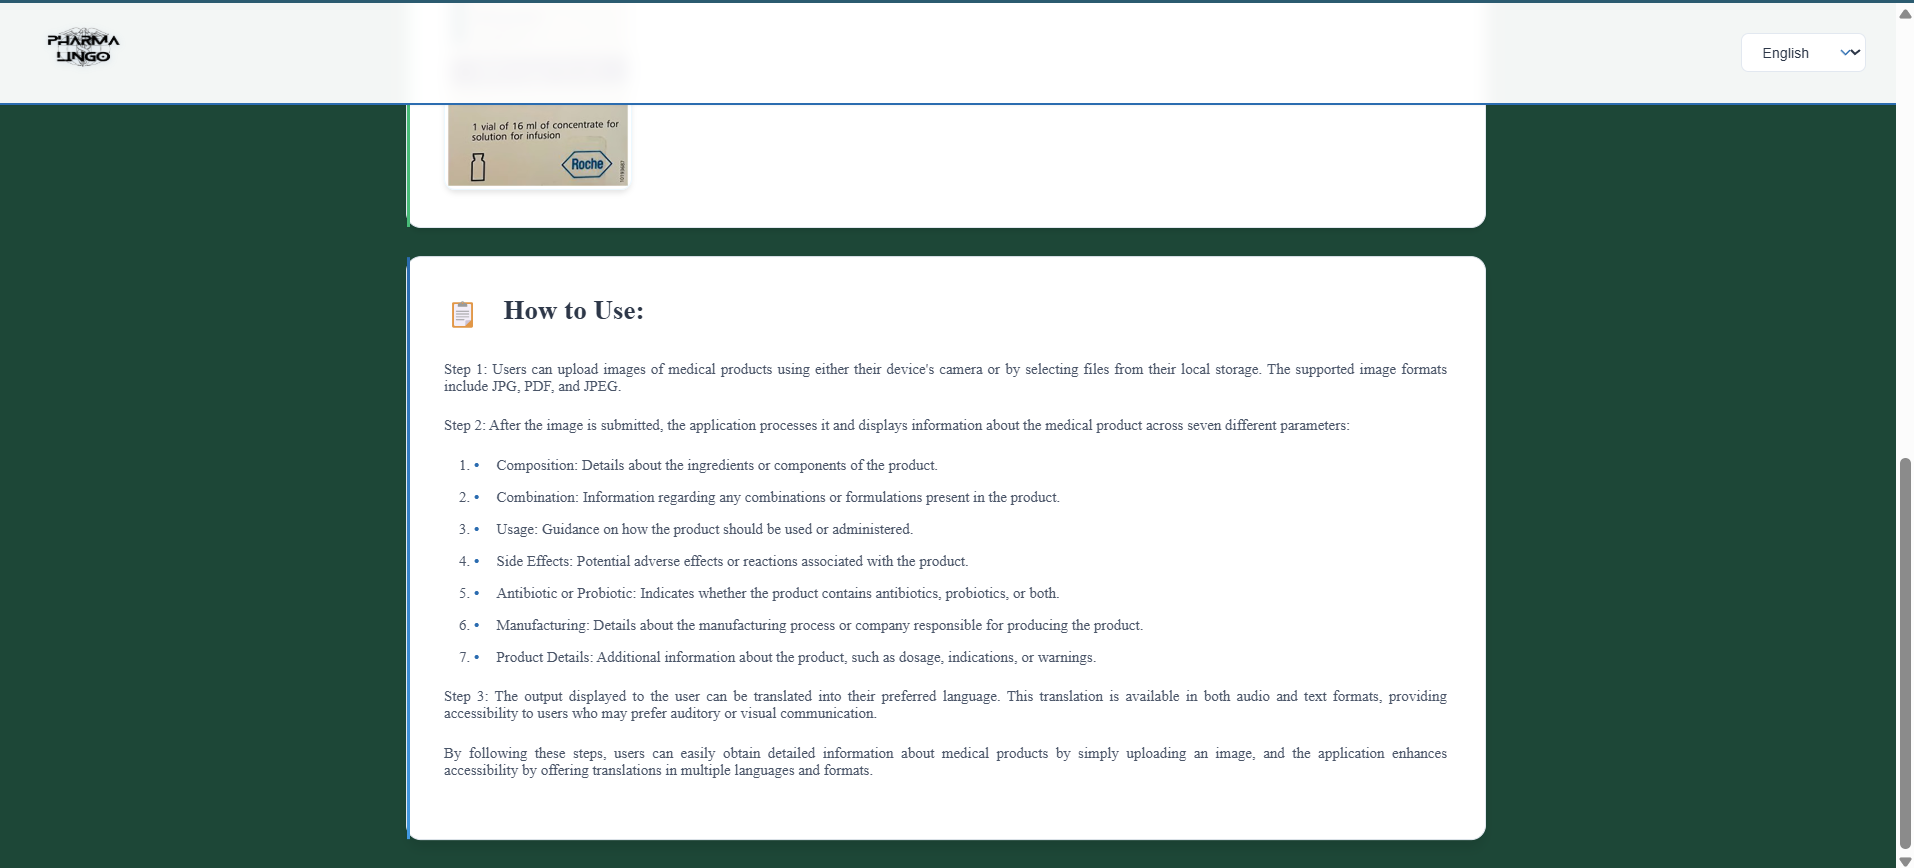 PHARMA
LINGO
English
1 vial of 16 ml of concentrate for
solution for infusion
Roche
How to Use:
Step 1: Users can upload images of medical products using either their device's camera or by selecting files from their local storage. The supported image formats
include JPG, PDF, and JPEG.
Step 2: After the image is submitted, the application processes it and displays information about the medical product across seven different parameters:
1. • Composition: Details about the ingredients or components of the product.
2. • Combination: Information regarding any combinations or formulations present in the product.
3. • Usage: Guidance on how the product should be used or administered.
4. • Side Effects: Potential adverse effects or reactions associated with the product.
5. • Antibiotic or Probiotic: Indicates whether the product contains antibiotics, probiotics, or both.
6. • Manufacturing: Details about the manufacturing process or company responsible for producing the product.
7. • Product Details: Additional information about the product, such as dosage, indications, or warnings.
Step 3: The output displayed to the user can be translated into their preferred language. This translation is available in both audio and text formats, providing
accessibility to users who may prefer auditory or visual communication.
By following these steps, users can easily obtain detailed information about medical products by simply uploading an image, and the application enhances
accessibility by offering translations in multiple languages and formats.